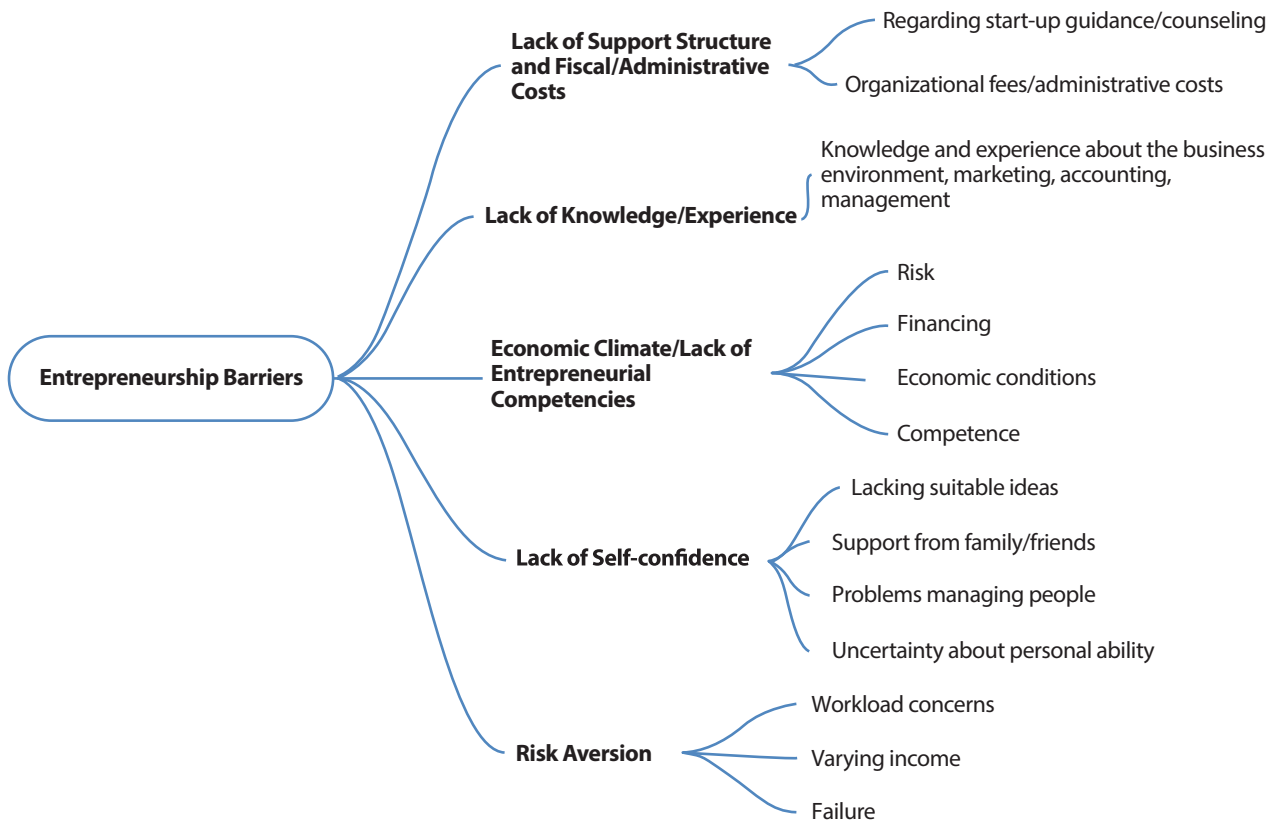 Entrepreneurship Barriers
Lack of Support Structure
and Fiscal/Administrative
Costs
Regarding start-up guidance/counseling
Organizational fees/administrative costs
Lack of Knowledge/Experience
Knowledge and experience about the business
environment, marketing, accounting,
management
Economic Climate/Lack of
Entrepreneurial
Competencies
Risk
Financing
Economic conditions
Competence
Lack of Self-confidence
Lacking suitable ideas
Support from family/friends
Problems managing people
Uncertainty about personal ability
Risk Aversion
Workload concerns
Varying income
Failure